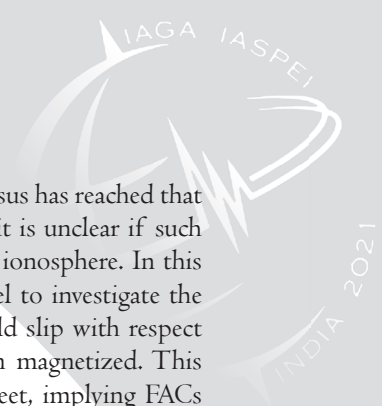 IAGA IASPEI
INDIA 2021
sus has reached that
it is unclear if such
ionosphere. In this
el to investigate the
ld slip with respect
n magnetized. This
eet, implying FACs